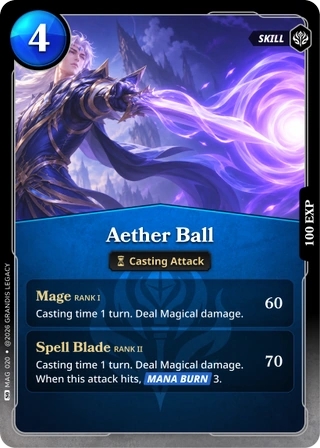 4
SKILL
100 EXP
Aether Ball
Casting Attack
Mage RANK I
60
Casting time 1 turn. Deal Magical damage.
Spell Blade RANK II
70
Casting time 1 turn. Deal Magical damage.
When this attack hits, MANA BURN 3.
MAG 020 • ©2026 GRANDIS LEGACY